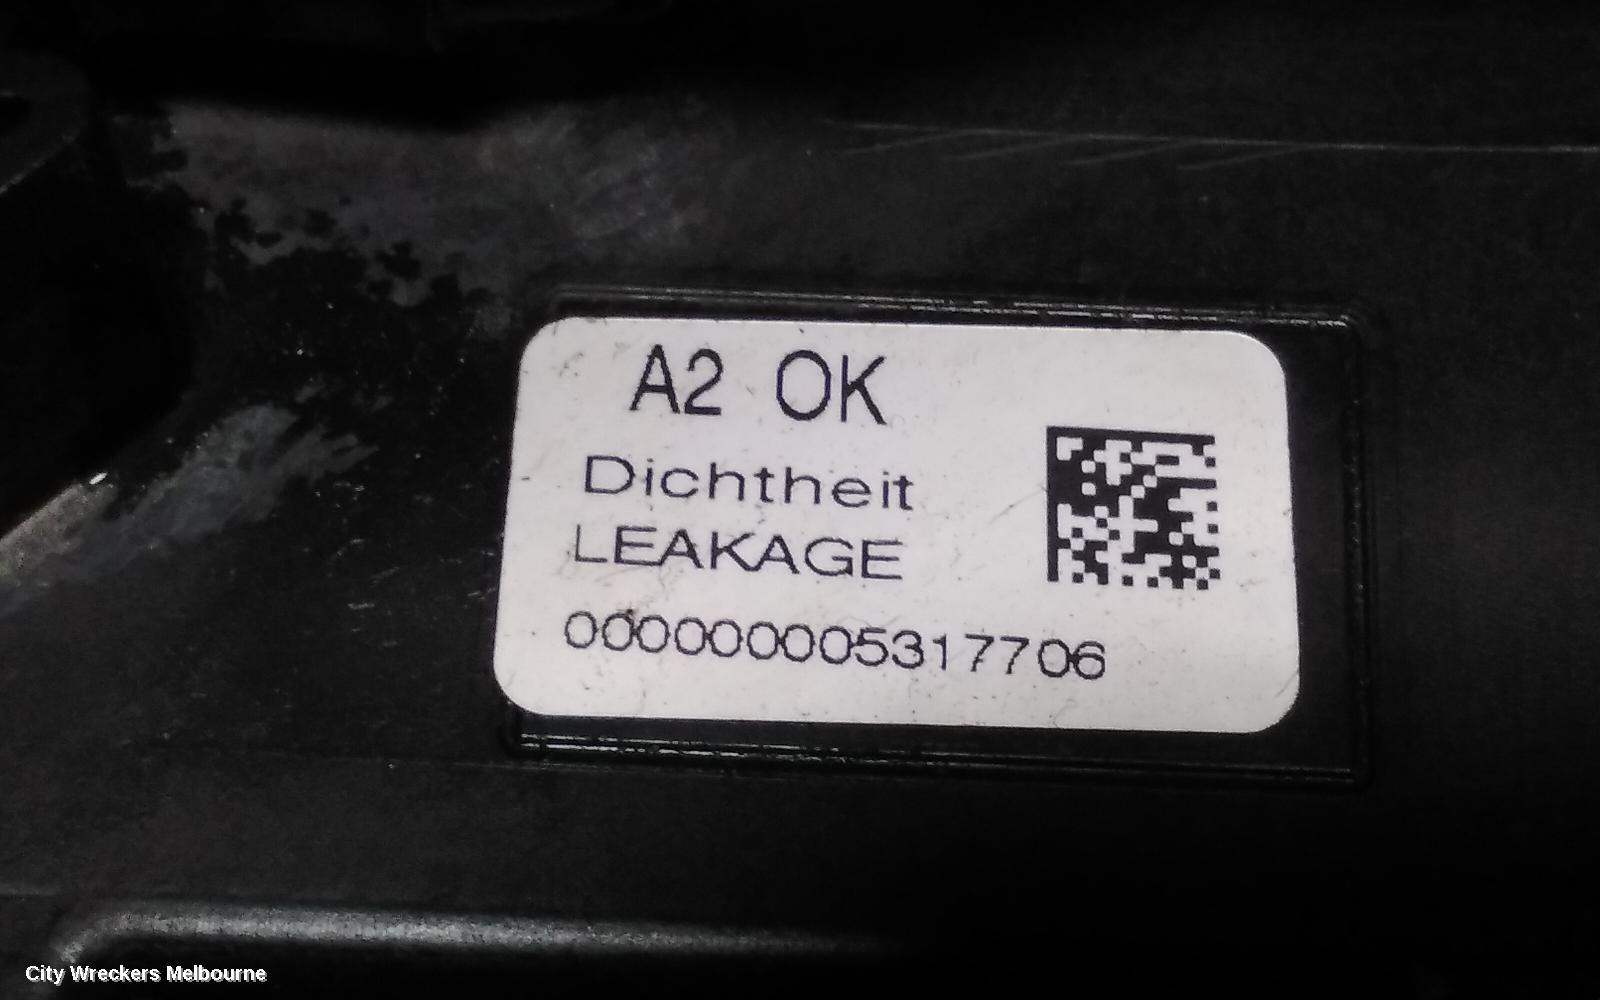 A2 OK
Dichtheit
LEAKAGE
000000005317706
City Wreckers Melbourne